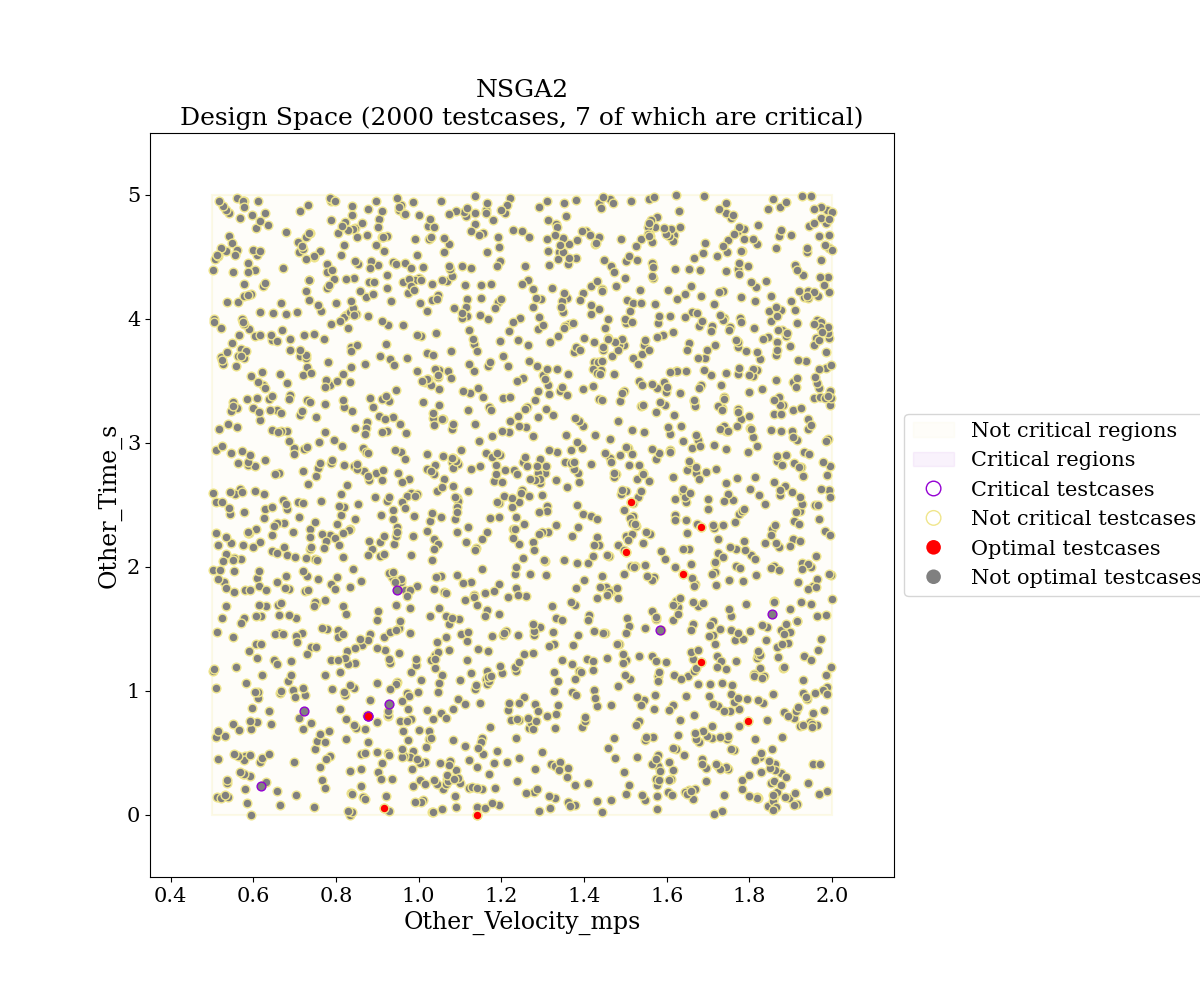 NSGA2
Design Space (2000 testcases, 7 of which are critical)
5
4
3
2
1
0
Other_Time_s
0.4 0.6 0.8 1.0 1.2 1.4 1.6 1.8 2.0
Other_Velocity_mps
Not critical regions
Critical regions
Critical testcases
Not critical testcases
Optimal testcases
Not optimal testcases